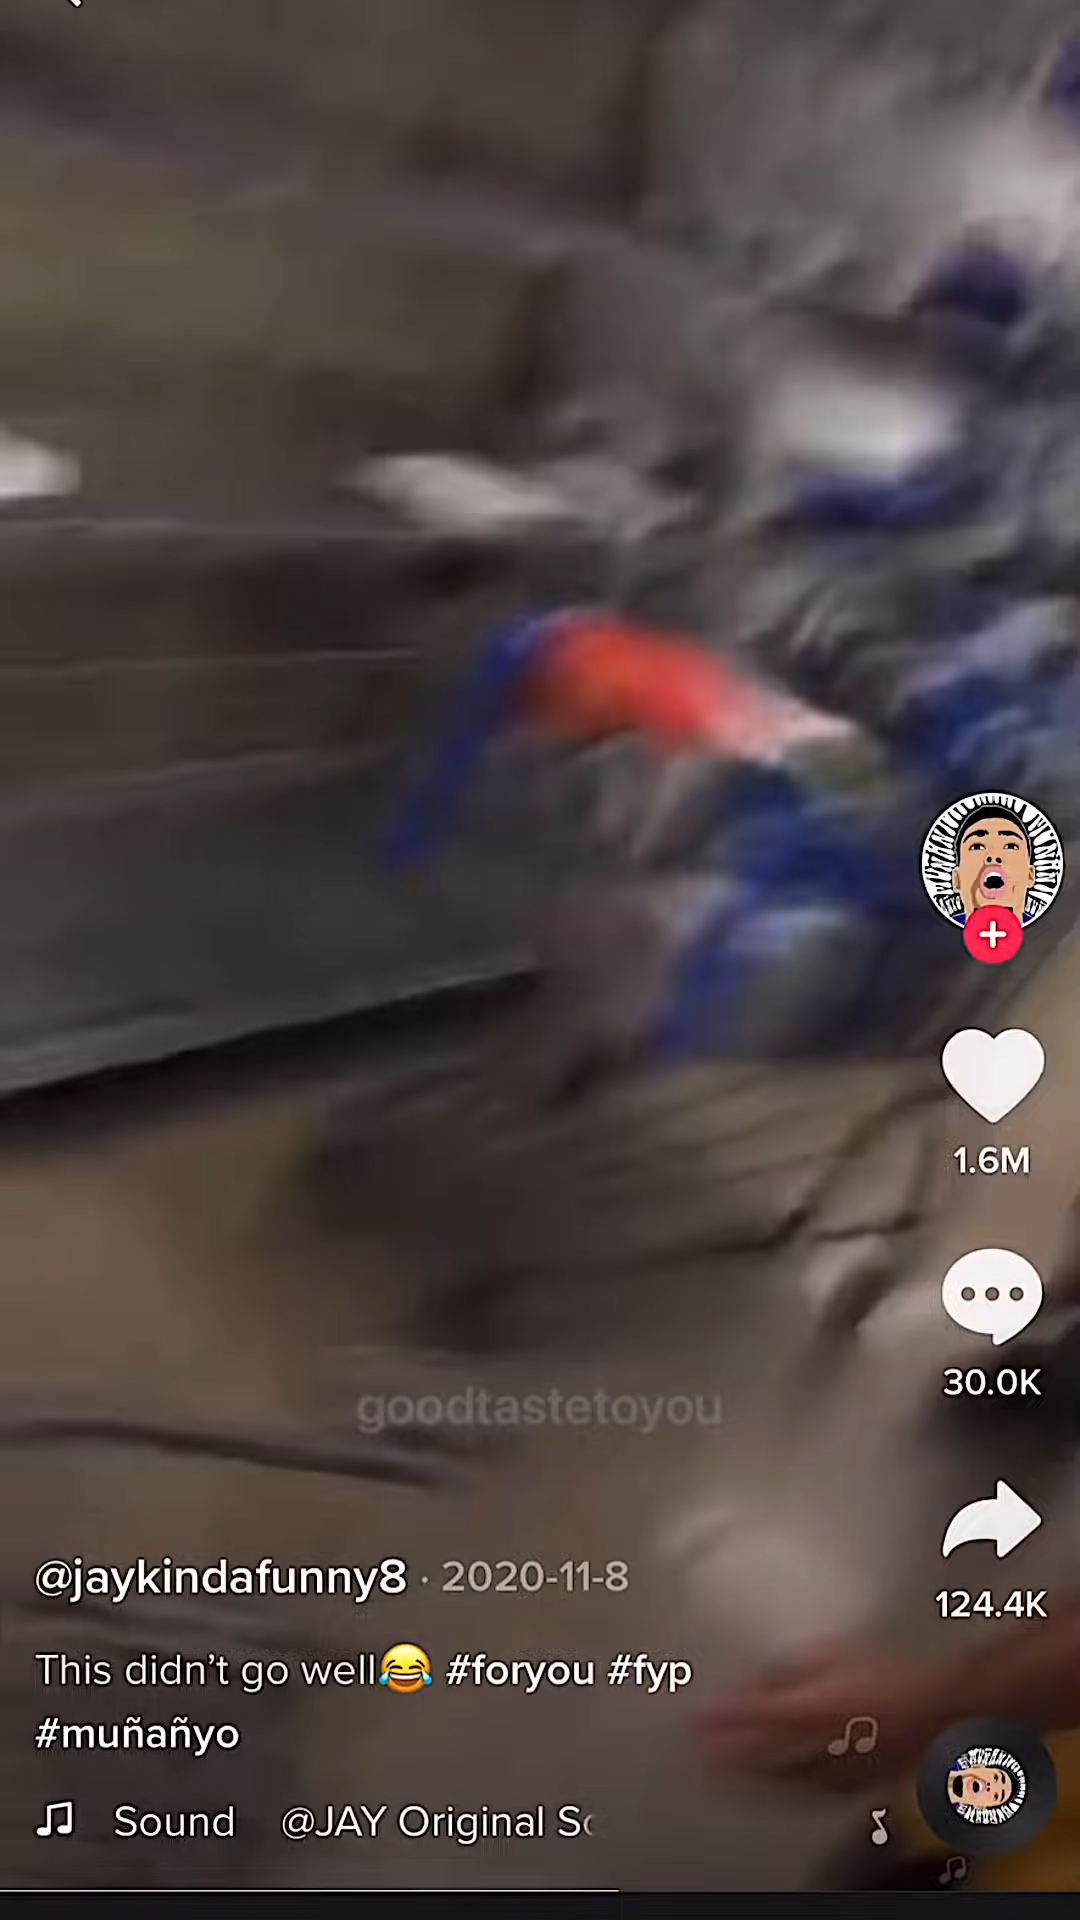 1.6M
30.0K
goodtastetoyou
124.4K
@jaykindafunny8 · 2020-11-8
This didn't go well😂 #foryou #fyp
#muñañyo
Sound @JAY Original